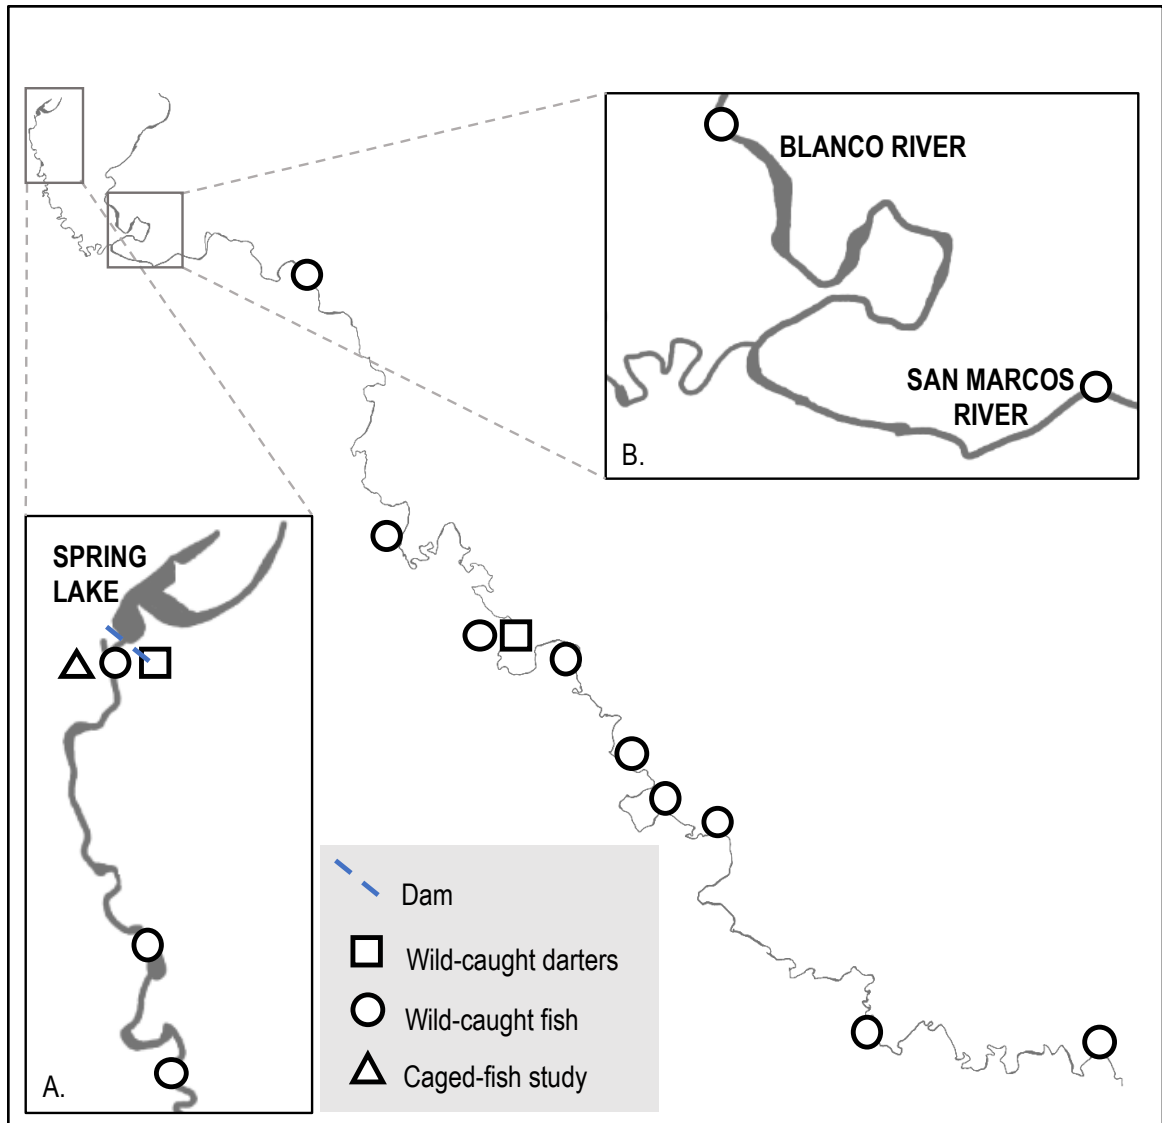 BLANCO RIVER
SAN MARCOS
RIVER
B.
SPRING
LAKE
A.
Dam
Wild-caught darters
Wild-caught fish
Caged-fish study